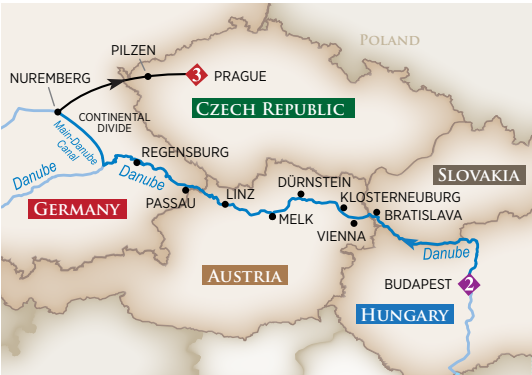 POLAND
PILZEN
NUREMBERG
3
PRAGUE
CZECH REPUBLIC
CONTINENTAL
DIVIDE
Main-Danube
Canal
REGENSBURG
Danube
Danube
SLOVAKIA
GERMANY
PASSAU
LINZ
DÜRNSTEIN
KLOSTERNEUBURG
BRATISLAVA
MELK
VIENNA
Danube
AUSTRIA
BUDAPEST
2
HUNGARY